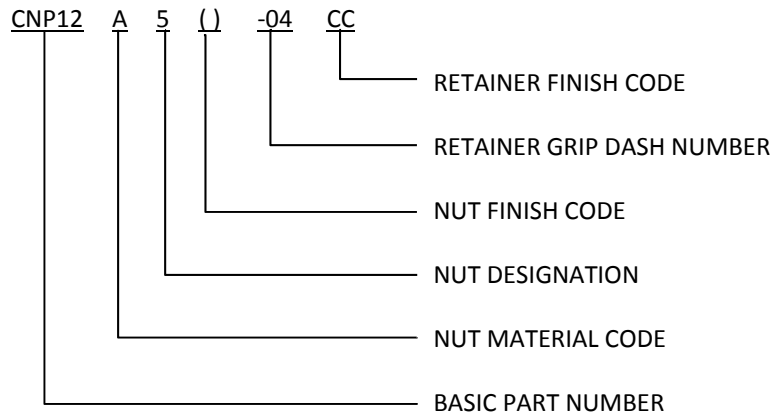 CNP12 A 5 ( ) -04 CC
RETAINER FINISH CODE
RETAINER GRIP DASH NUMBER
NUT FINISH CODE
NUT DESIGNATION
NUT MATERIAL CODE
BASIC PART NUMBER